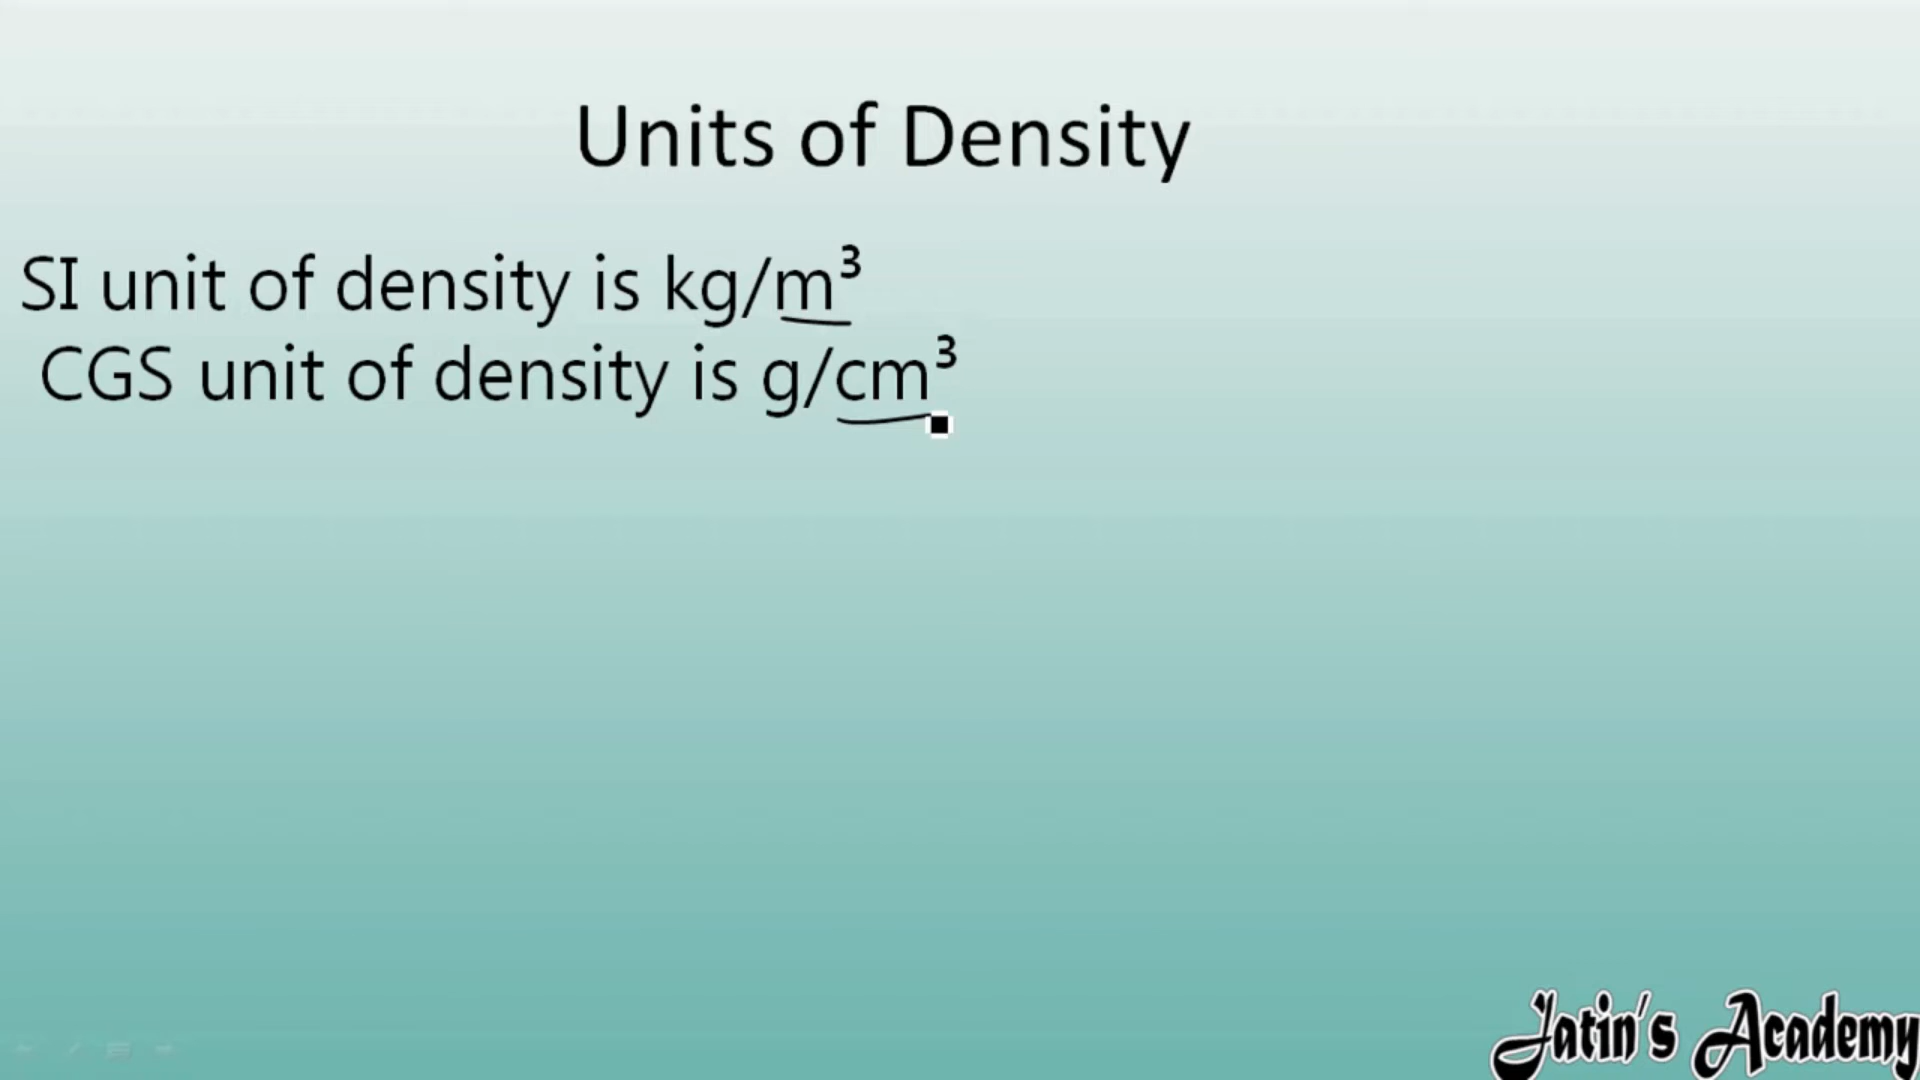 Units of Density
SI unit of density is kg/m³
CGS unit of density is g/cm³
Jatin's Academy